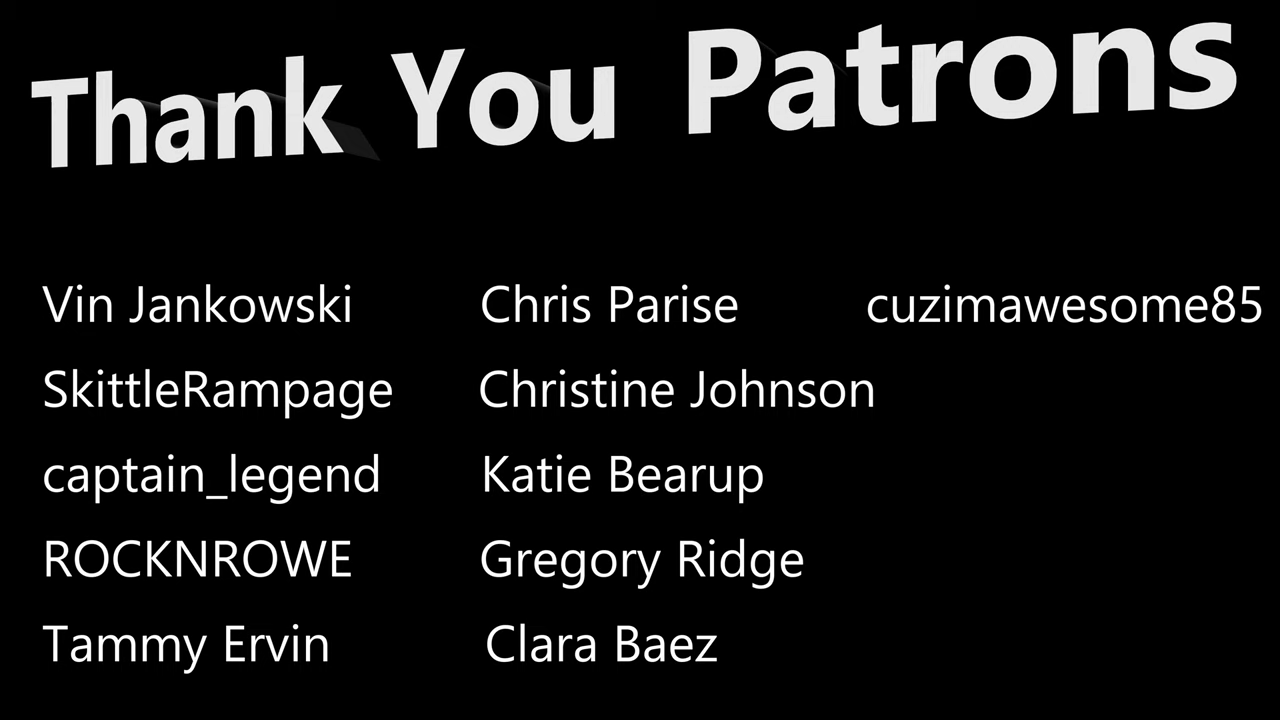 Thank You Patrons
Vin Jankowski
SkittleRampage
captain_legend
ROCKNROWE
Tammy Ervin
Chris Parise
Christine Johnson
Katie Bearup
Gregory Ridge
Clara Baez
cuzimawesome85